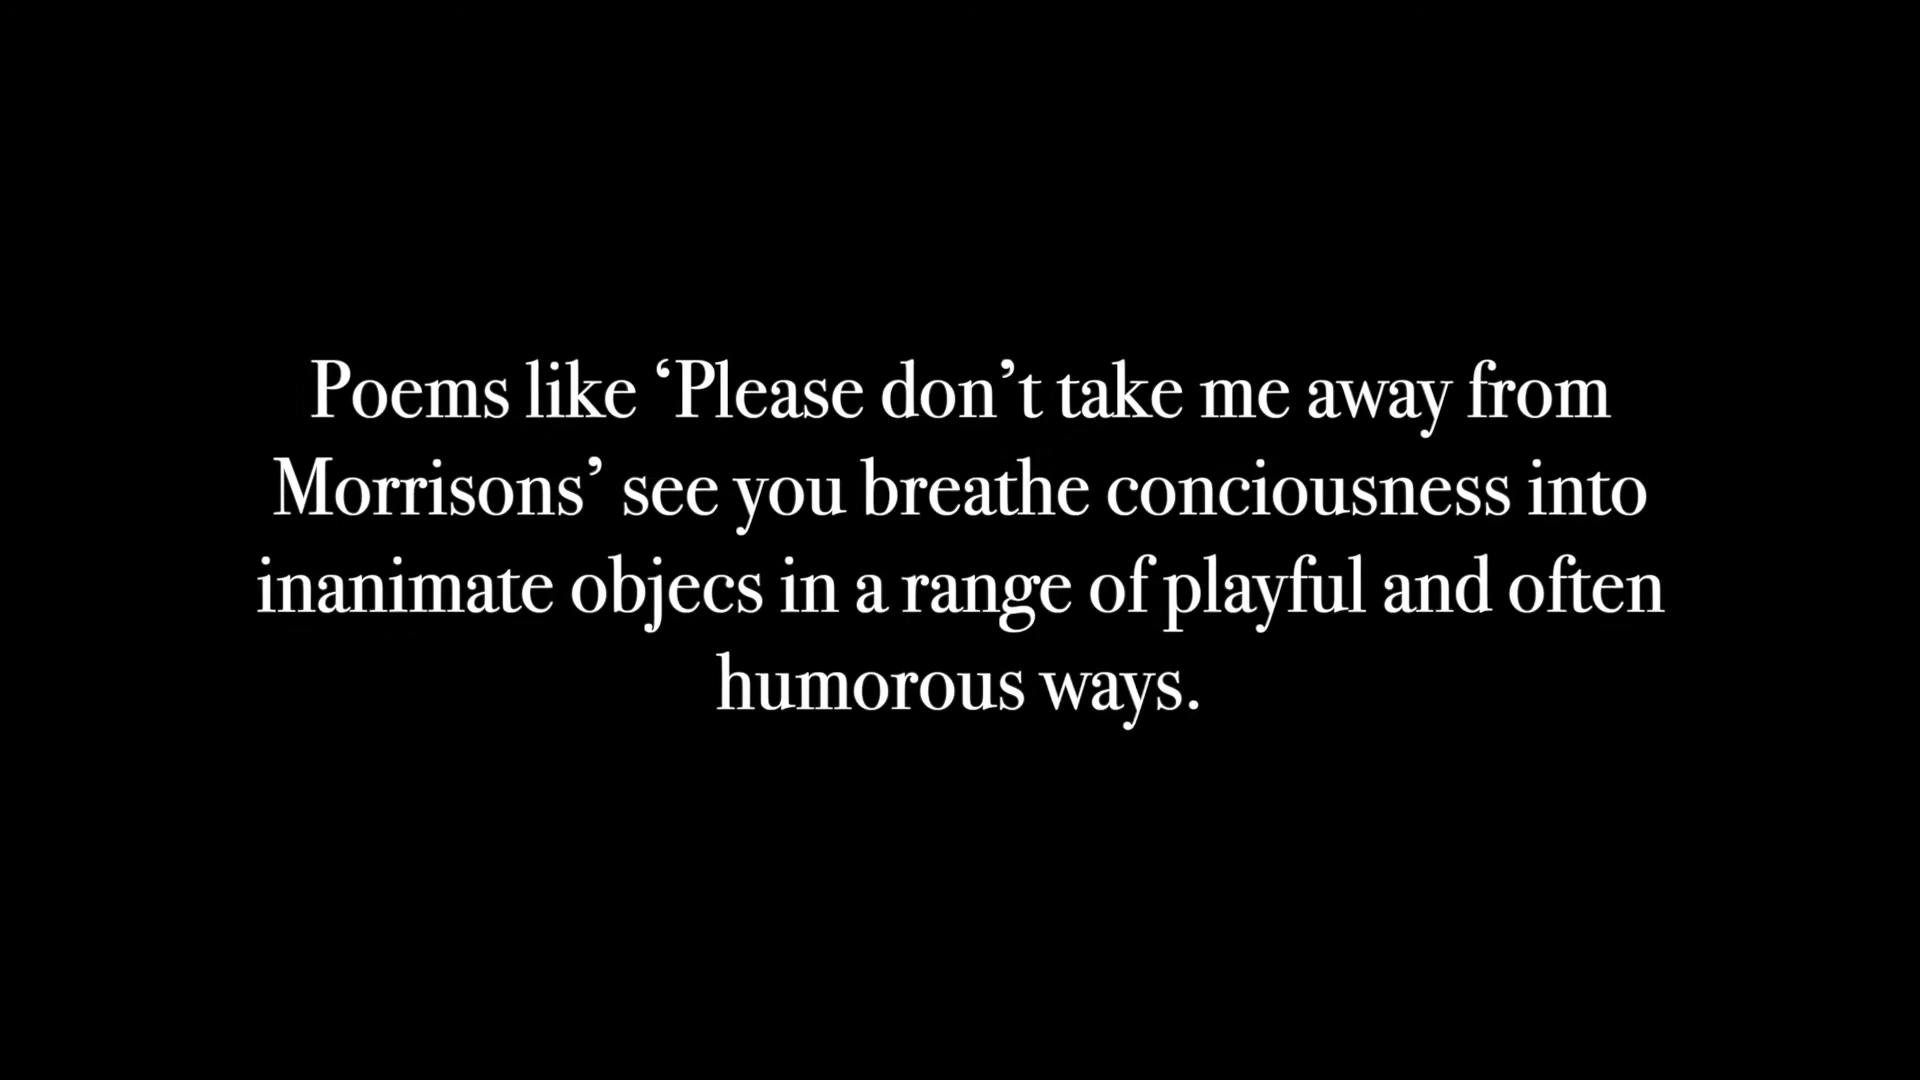 Poems like ‘Please don’t take me away from
Morrisons’ see you breathe conciousness into
inanimate objecs in a range of playful and often
humorous ways.